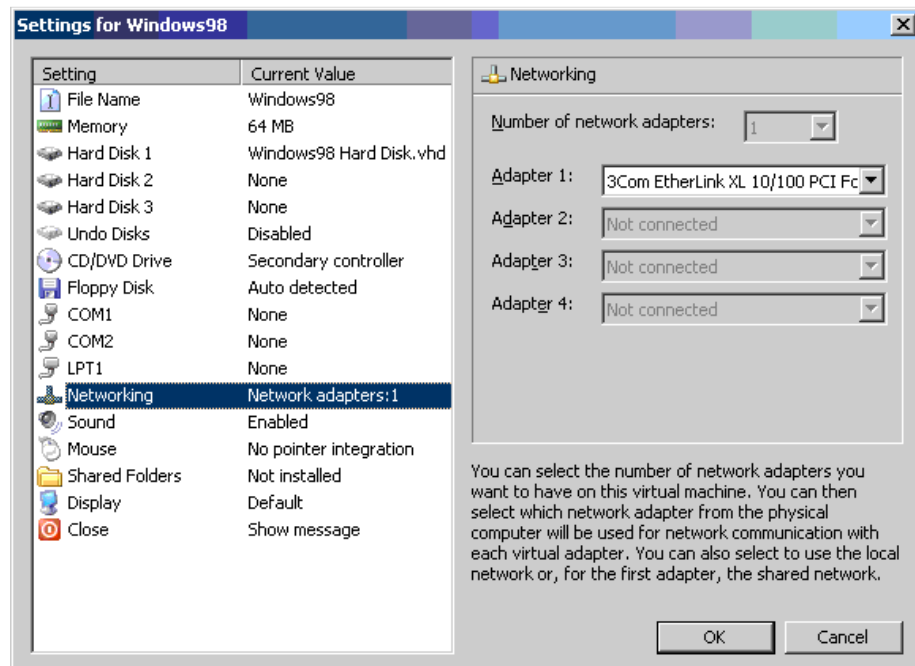 Settings for Windows98
Setting Current Value
File Name Windows98
Memory 64 MB
Hard Disk 1 Windows98 Hard Disk.vhd
Hard Disk 2 None
Hard Disk 3 None
Undo Disks Disabled
CD/DVD Drive Secondary controller
Floppy Disk Auto detected
COM1 None
COM2 None
LPT1 None
Networking Network adapters:1
Sound Enabled
Mouse No pointer integration
Shared Folders Not installed
Display Default
Close Show message
Networking
Number of network adapters: 1
Adapter 1: 3Com EtherLink XL 10/100 PCI Fc
Adapter 2: Not connected
Adapter 3: Not connected
Adapter 4: Not connected
You can select the number of network adapters you
want to have on this virtual machine. You can then
select which network adapter from the physical
computer will be used for network communication with
each virtual adapter. You can also select to use the local
network or, for the first adapter, the shared network.
OK Cancel